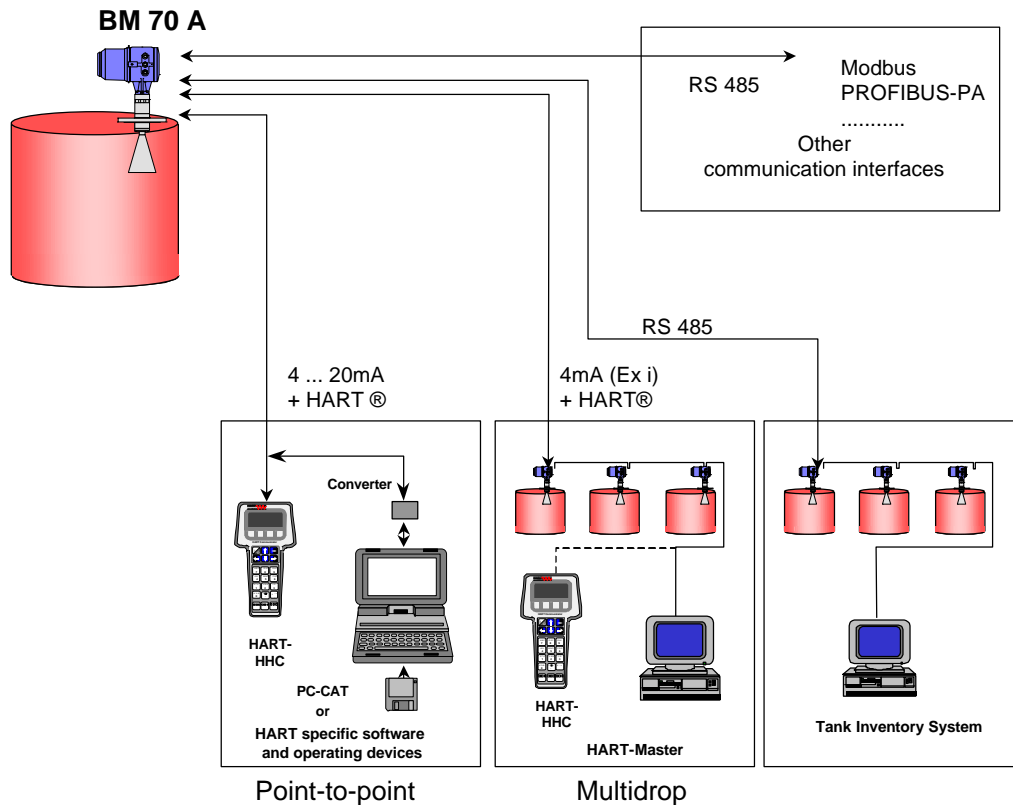 BM 70 A
RS 485
Modbus
PROFIBUS-PA
...........
Other
communication interfaces
RS 485
4 ... 20mA
+ HART ®
4mA (Ex i)
+ HART®
Converter
HART-
HHC
PC-CAT
or
HART specific software
and operating devices
HART-
HHC
HART-Master
Tank Inventory System
Point-to-point
Multidrop